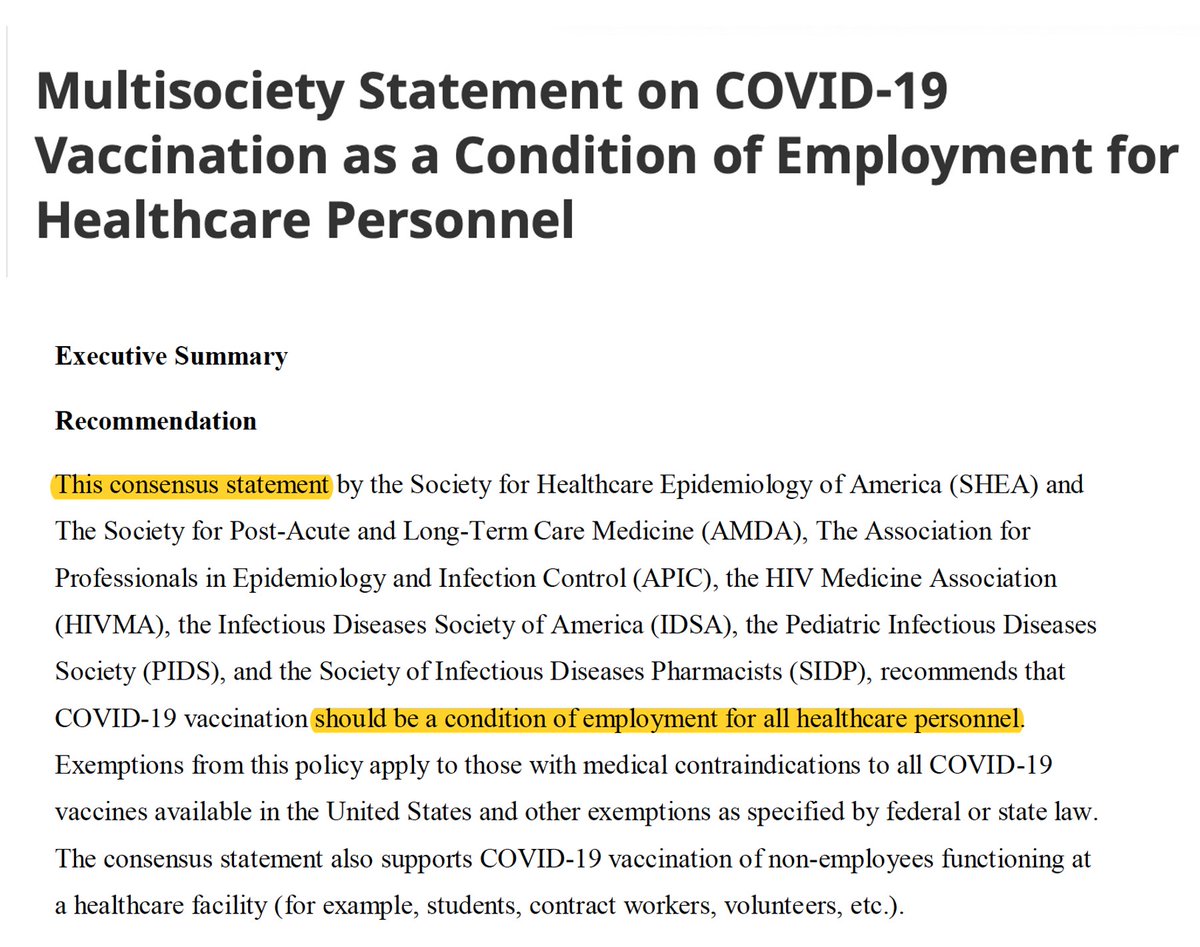 Multisociety Statement on COVID-19
Vaccination as a Condition of Employment for
Healthcare Personnel
Executive Summary
Recommendation
This consensus statement by the Society for Healthcare Epidemiology of America (SHEA) and
The Society for Post-Acute and Long-Term Care Medicine (AMDA), The Association for
Professionals in Epidemiology and Infection Control (APIC), the HIV Medicine Association
(HIVMA), the Infectious Diseases Society of America (IDSA), the Pediatric Infectious Diseases
Society (PIDS), and the Society of Infectious Diseases Pharmacists (SIDP), recommends that
COVID-19 vaccination should be a condition of employment for all healthcare personnel.
Exemptions from this policy apply to those with medical contraindications to all COVID-19
vaccines available in the United States and other exemptions as specified by federal or state law.
The consensus statement also supports COVID-19 vaccination of non-employees functioning at
a healthcare facility (for example, students, contract workers, volunteers, etc.).